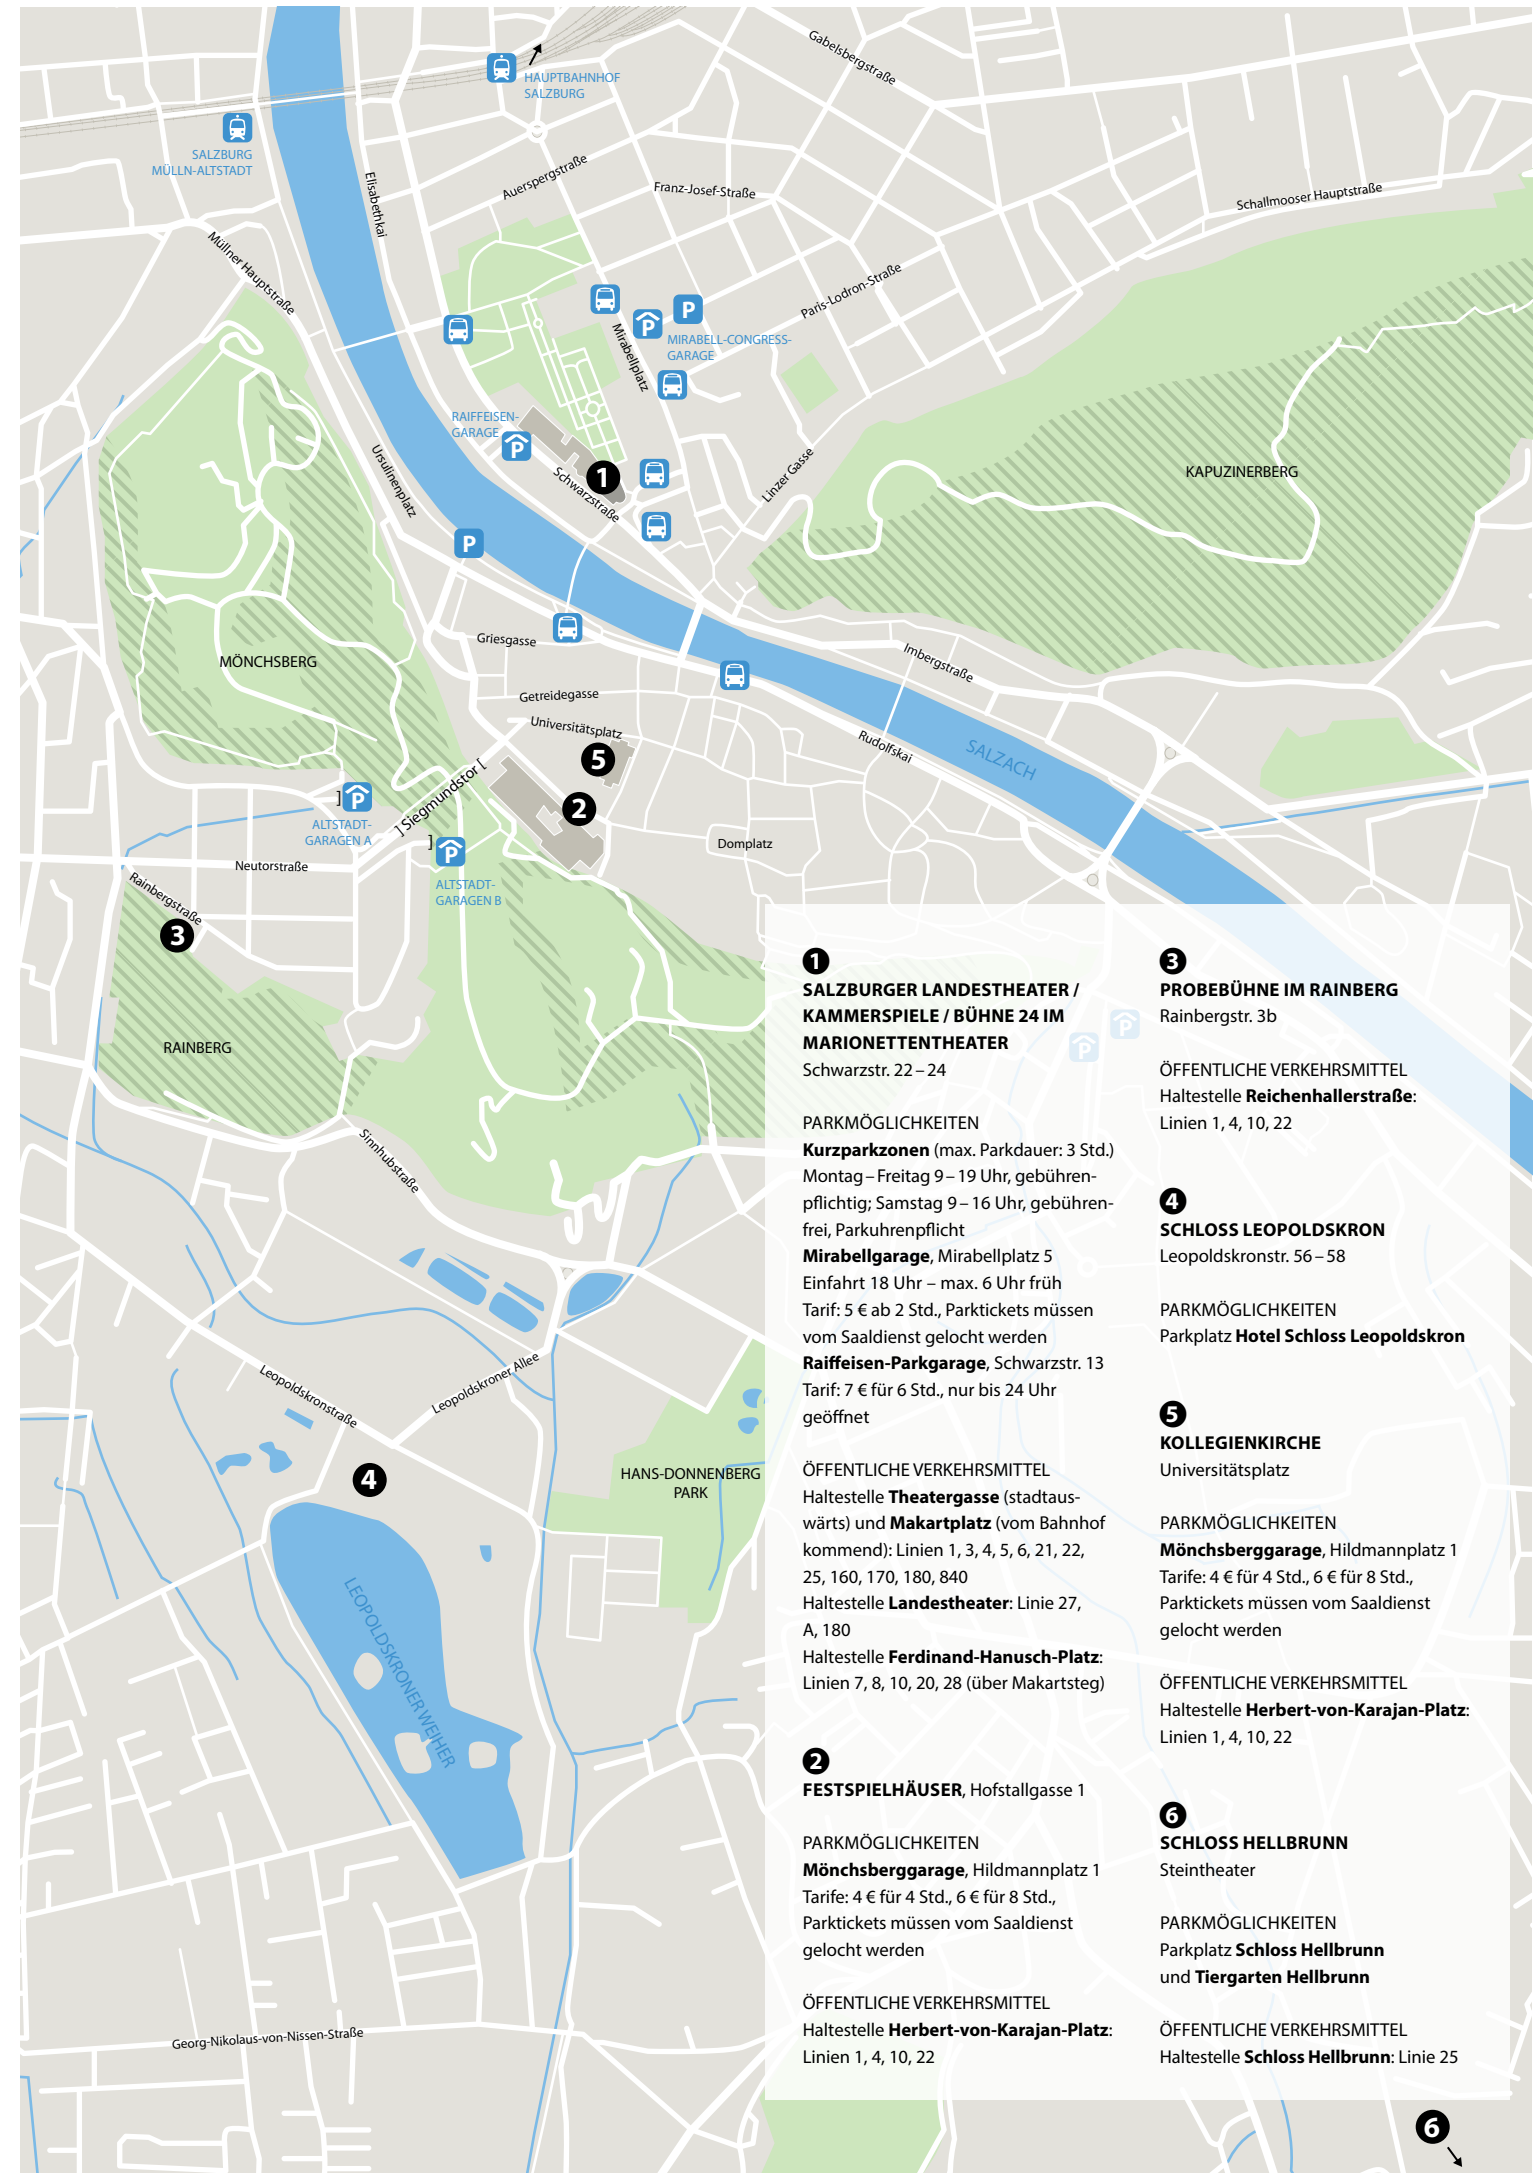 Gabelsbergstraße
HAUPTBAHNHOF
SALZBURG
SALZBURG
MÜLLN-ALTSTADT
Elisabethkai
Auerspergstraße
Franz-Josef-Straße
Schallmooser Hauptstraße
Müllner Hauptstraße
Paris-Lodron-Straße
P
P
Mirabellplatz
MIRABELL-CONGRESS-
GARAGE
RAIFFEISEN-
GARAGE
P
Ursulinenplatz
Schwarzstraße
1
Linzer Gasse
KAPUZINERBERG
P
Griesgasse
MÖNCHSBERG
Imbergstraße
Getreidegasse
Universitätsplatz
5
Rudolfskai
SALZACH
] Siegmundstor [
2
] P
ALTSTADT-
GARAGEN A
] P
ALTSTADT-
GARAGEN B
Domplatz
Neutorstraße
Rainbergstraße
3
RAINBERG
Sinnhubstraße
Leopoldskronstraße
Leopoldskroner Allee
4
HANS-DONNENBERG
PARK
LEOPOLDSKRONER WEIHER
Georg-Nikolaus-von-Nissen-Straße
P
P
1
SALZBURGER LANDESTHEATER /
KAMMERSPIELE / BÜHNE 24 IM
MARIONETTENTHEATER
Schwarzstr. 22 – 24
PARKMÖGLICHKEITEN
Kurzparkzonen (max. Parkdauer: 3 Std.)
Montag – Freitag 9 – 19 Uhr, gebühren-
pflichtig; Samstag 9 – 16 Uhr, gebühren-
frei, Parkuhrenpflicht
Mirabellgarage, Mirabellplatz 5
Einfahrt 18 Uhr – max. 6 Uhr früh
Tarif: 5 € ab 2 Std., Parktickets müssen
vom Saaldienst gelocht werden
Raiffeisen-Parkgarage, Schwarzstr. 13
Tarif: 7 € für 6 Std., nur bis 24 Uhr
geöffnet
ÖFFENTLICHE VERKEHRSMITTEL
Haltestelle Theatergasse (stadtaus-
wärts) und Makartplatz (vom Bahnhof
kommend): Linien 1, 3, 4, 5, 6, 21, 22,
25, 160, 170, 180, 840
Haltestelle Landestheater: Linie 27,
A, 180
Haltestelle Ferdinand-Hanusch-Platz:
Linien 7, 8, 10, 20, 28 (über Makartsteg)
2
FESTSPIELHÄUSER, Hofstallgasse 1
PARKMÖGLICHKEITEN
Mönchsberggarage, Hildmannplatz 1
Tarife: 4 € für 4 Std., 6 € für 8 Std.,
Parktickets müssen vom Saaldienst
gelocht werden
ÖFFENTLICHE VERKEHRSMITTEL
Haltestelle Herbert-von-Karajan-Platz:
Linien 1, 4, 10, 22
3
PROBEBÜHNE IM RAINBERG
Rainbergstr. 3b
ÖFFENTLICHE VERKEHRSMITTEL
Haltestelle Reichenhallerstraße:
Linien 1, 4, 10, 22
4
SCHLOSS LEOPOLDSKRON
Leopoldskronstr. 56 – 58
PARKMÖGLICHKEITEN
Parkplatz Hotel Schloss Leopoldskron
5
KOLLEGIENKIRCHE
Universitätsplatz
PARKMÖGLICHKEITEN
Mönchsberggarage, Hildmannplatz 1
Tarife: 4 € für 4 Std., 6 € für 8 Std.,
Parktickets müssen vom Saaldienst
gelocht werden
ÖFFENTLICHE VERKEHRSMITTEL
Haltestelle Herbert-von-Karajan-Platz:
Linien 1, 4, 10, 22
6
SCHLOSS HELLBRUNN
Steintheater
PARKMÖGLICHKEITEN
Parkplatz Schloss Hellbrunn
und Tiergarten Hellbrunn
ÖFFENTLICHE VERKEHRSMITTEL
Haltestelle Schloss Hellbrunn: Linie 25
6